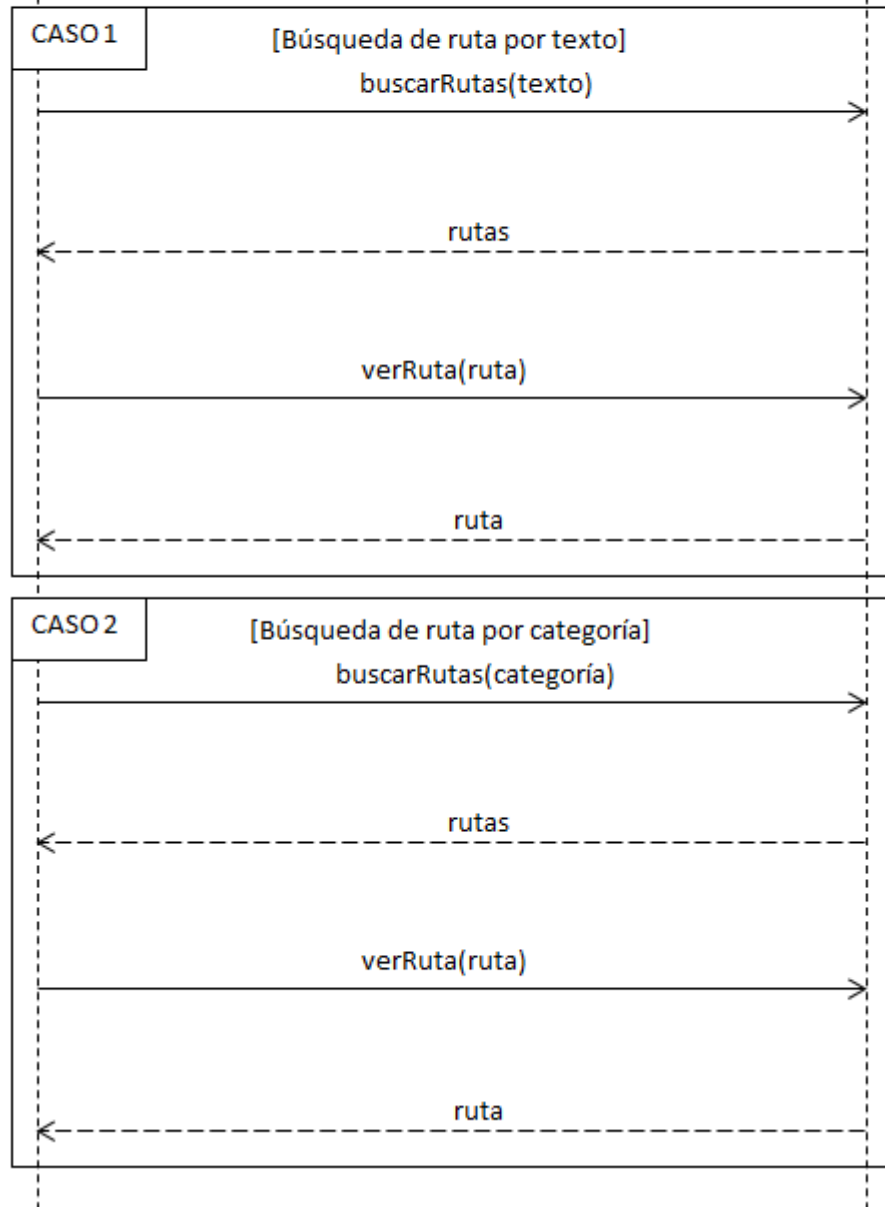 CASO 1
[Búsqueda de ruta por texto]
buscarRutas(texto)
rutas
verRuta(ruta)
ruta
CASO 2
[Búsqueda de ruta por categoría]
buscarRutas(categoría)
rutas
verRuta(ruta)
ruta